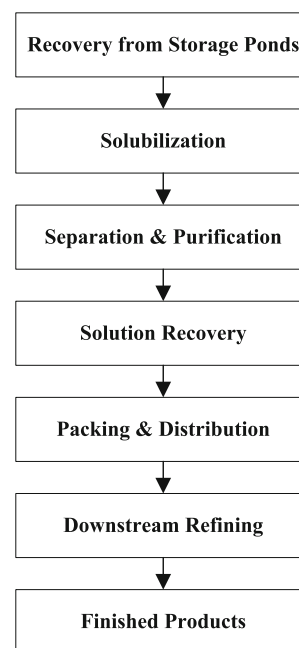 Recovery from Storage Ponds
Solubilization
Separation & Purification
Solution Recovery
Packing & Distribution
Downstream Refining
Finished Products